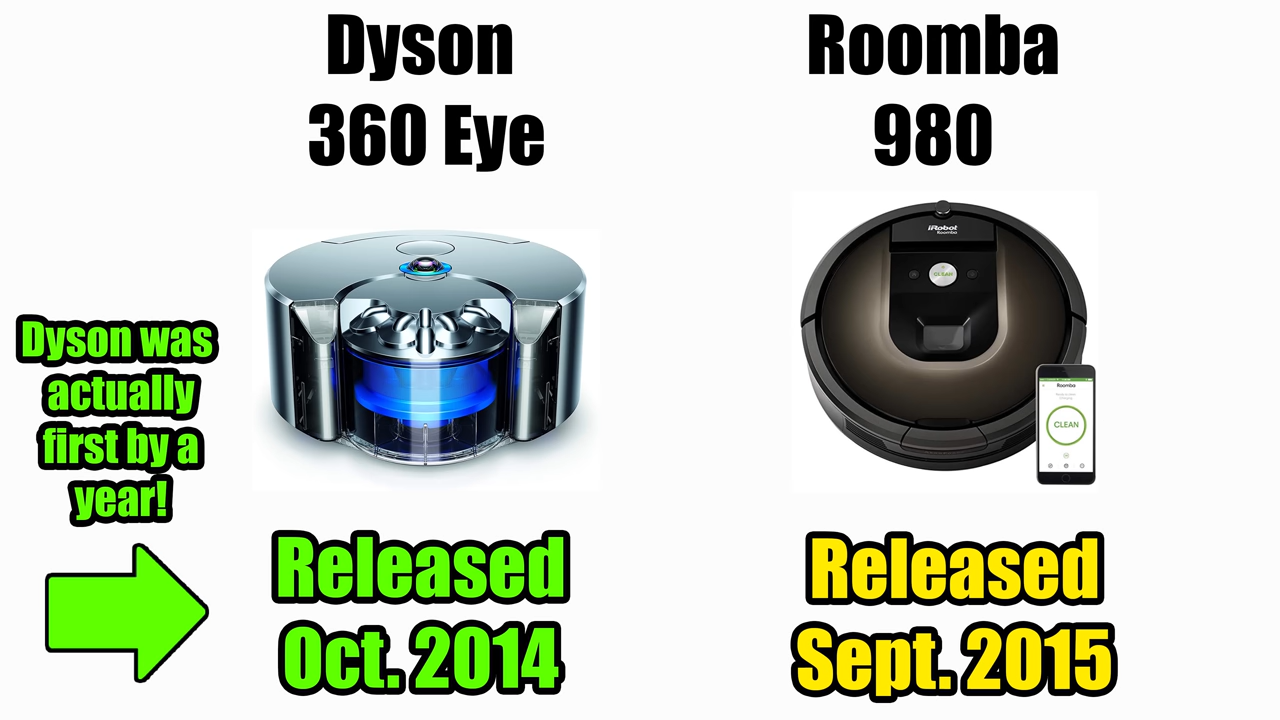 Dyson
360 Eye
Roomba
980
iRobot
Roomba
CLEAN
Roomba
CLEAN
Dyson was
actually
first by a
year!
Released
Oct. 2014
Released
Sept. 2015